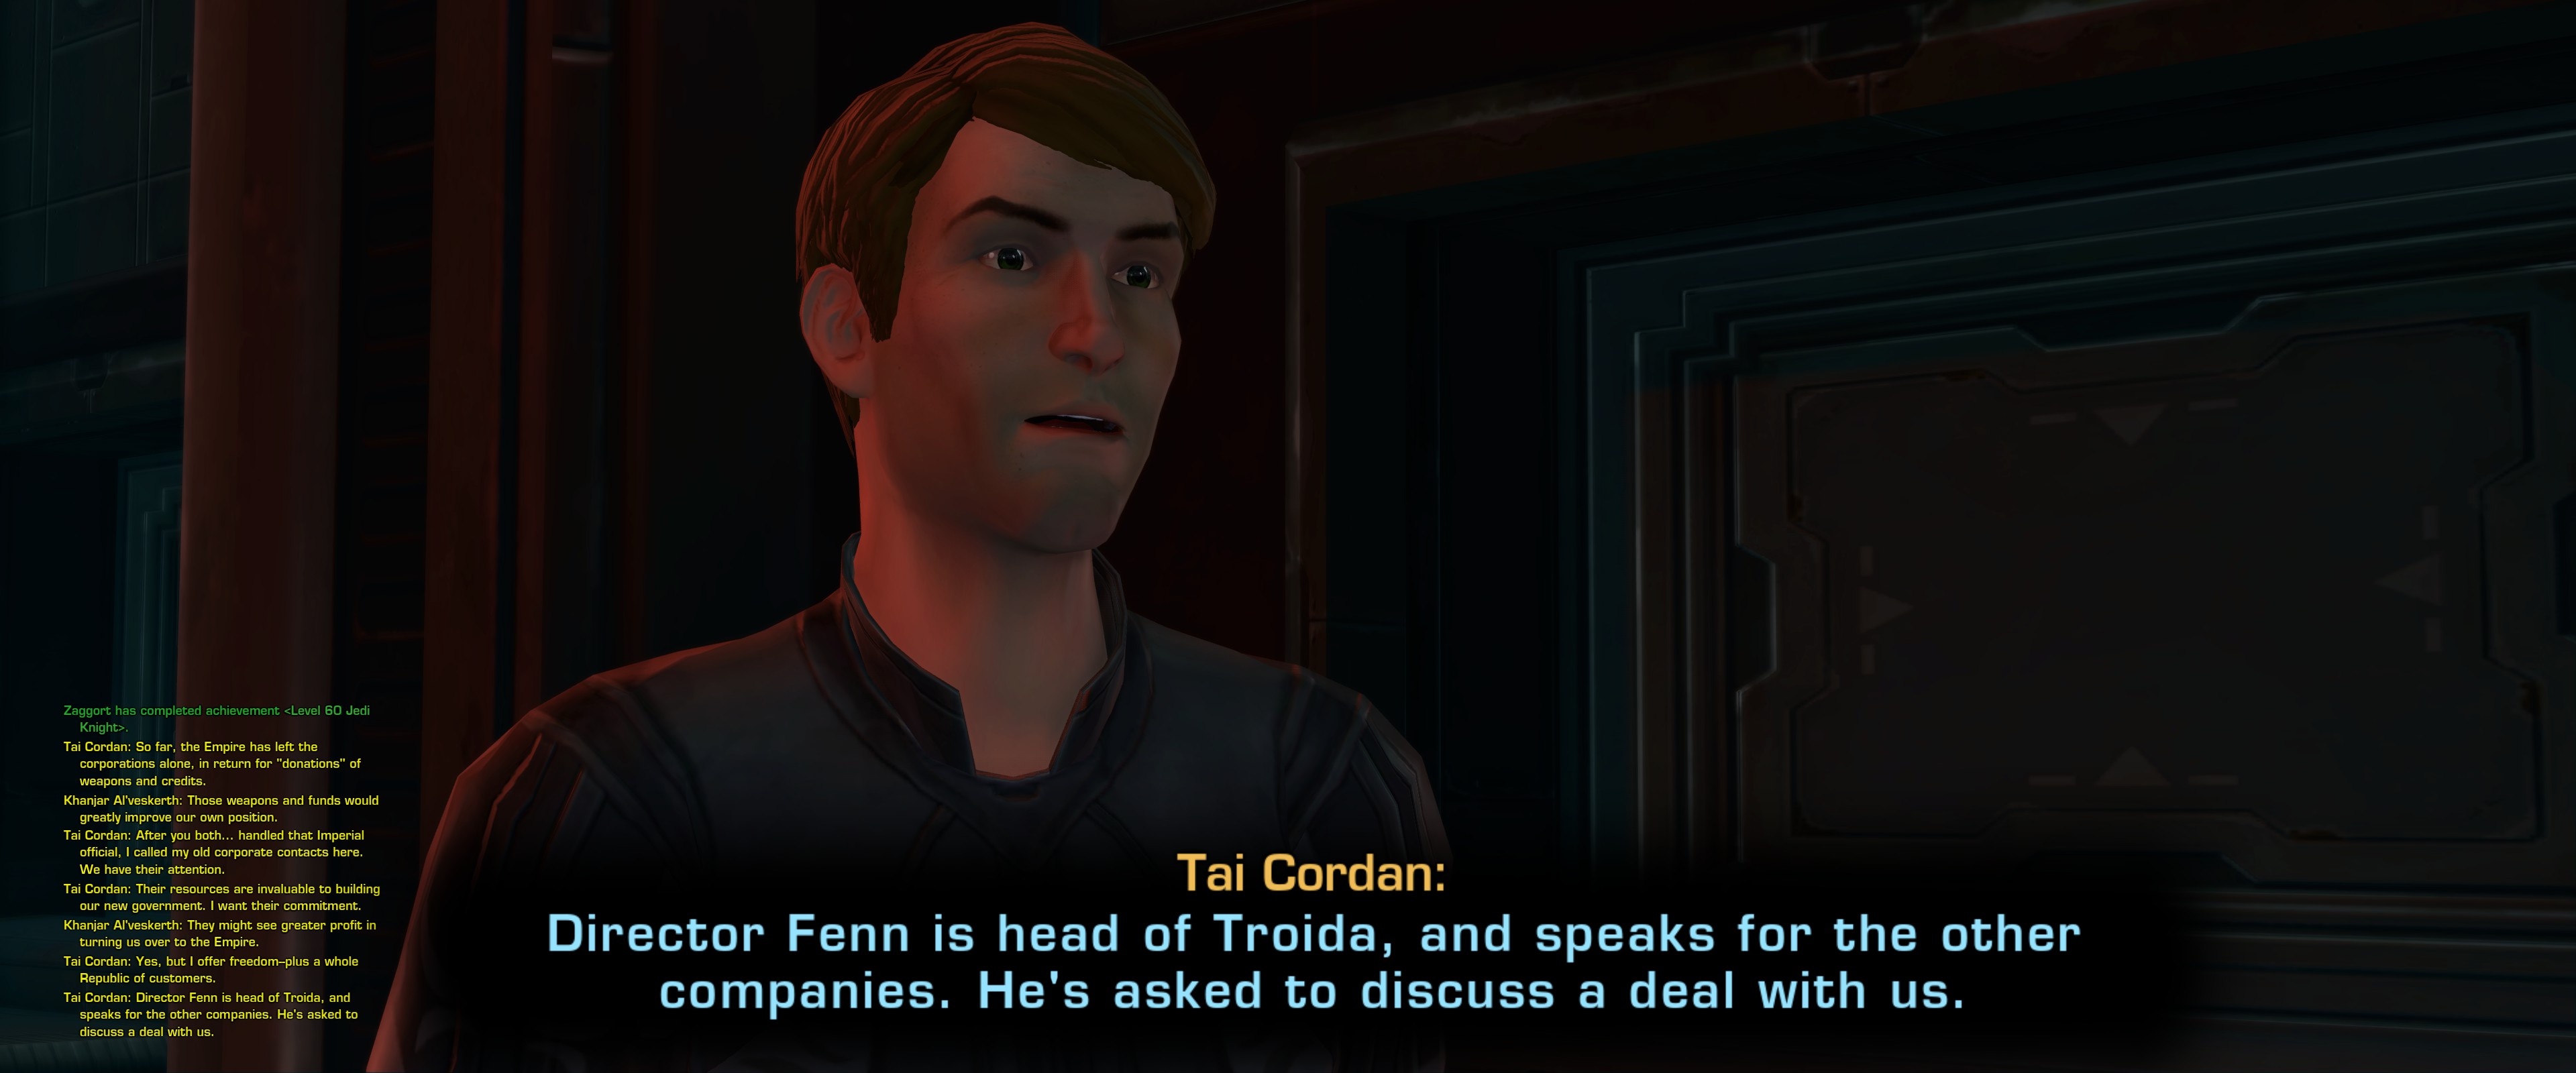 Zaggort has completed achievement <Level 60 Jedi
Knight>.
Tai Cordan: So far, the Empire has left the
corporations alone, in return for "donations" of
weapons and credits.
Khanjar Al'veskerth: Those weapons and funds would
greatly improve our own position.
Tai Cordan: After you both... handled that Imperial
official, I called my old corporate contacts here.
We have their attention.
Tai Cordan: Their resources are invaluable to building
our new government. I want their commitment.
Khanjar Al'veskerth: They might see greater profit in
turning us over to the Empire.
Tai Cordan: Yes, but I offer freedom–plus a whole
Republic of customers.
Tai Cordan: Director Fenn is head of Troida, and
speaks for the other companies. He's asked to
discuss a deal with us.
Tai Cordan:
Director Fenn is head of Troida, and speaks for the other
companies. He's asked to discuss a deal with us.